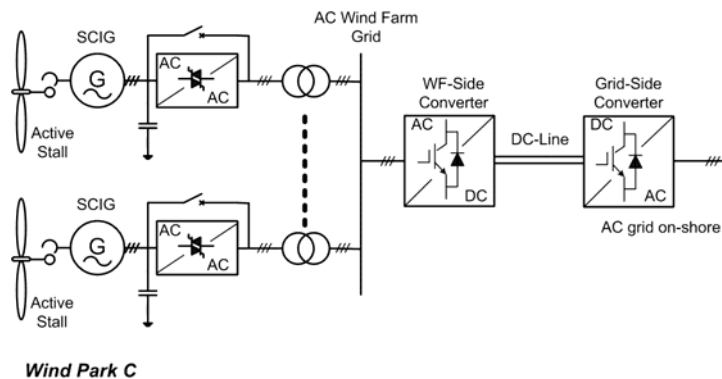 SCIG
G
Active
Stall
AC
AC
AC Wind Farm
Grid
SCIG
G
Active
Stall
AC
AC
WF-Side
Converter
AC
DC
DC-Line
Grid-Side
Converter
DC
AC
AC grid on-shore
Wind Park C